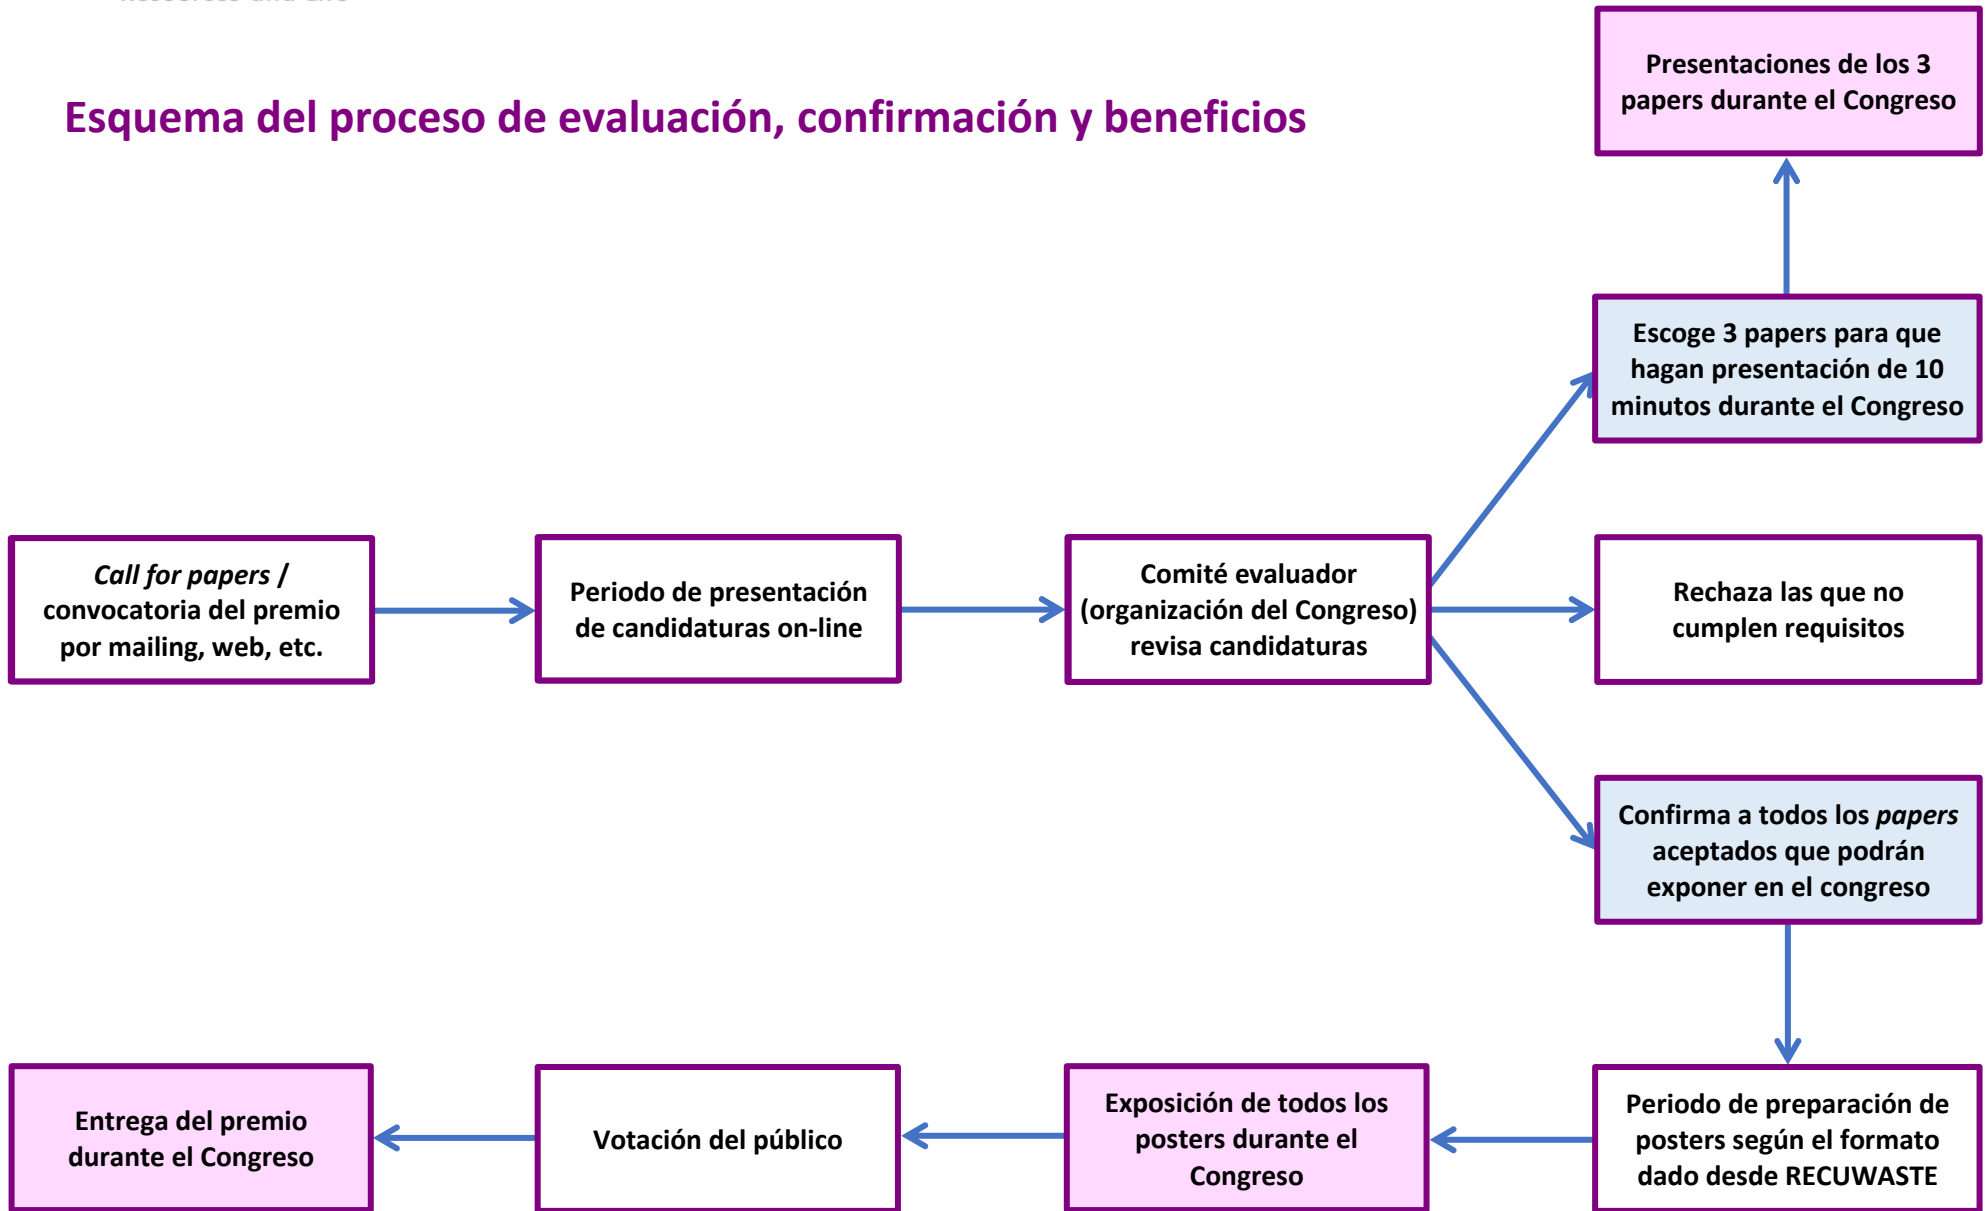 Esquema del proceso de evaluación, confirmación y beneficios
Presentaciones de los 3
papers durante el Congreso
Escoge 3 papers para que
hagan presentación de 10
minutos durante el Congreso
Call for papers /
convocatoria del premio
por mailing, web, etc.
Periodo de presentación
de candidaturas on-line
Comité evaluador
(organización del Congreso)
revisa candidaturas
Rechaza las que no
cumplen requisitos
Confirma a todos los papers
aceptados que podrán
exponer en el congreso
Periodo de preparación de
posters según el formato
dado desde RECUWASTE
Exposición de todos los
posters durante el
Congreso
Votación del público
Entrega del premio
durante el Congreso